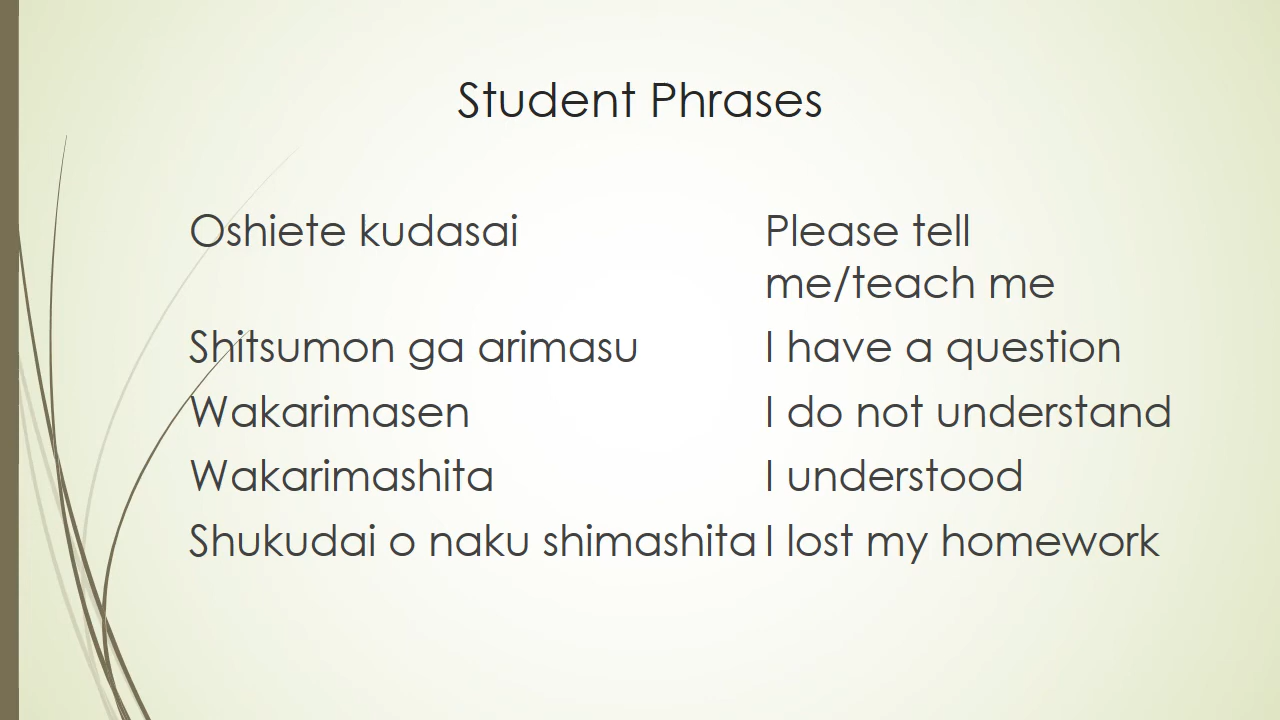 Student Phrases
Oshiete kudasai Please tell
me/teach me
Shitsumon ga arimasu I have a question
Wakarimasen I do not understand
Wakarimashita I understood
Shukudai o naku shimashita I lost my homework